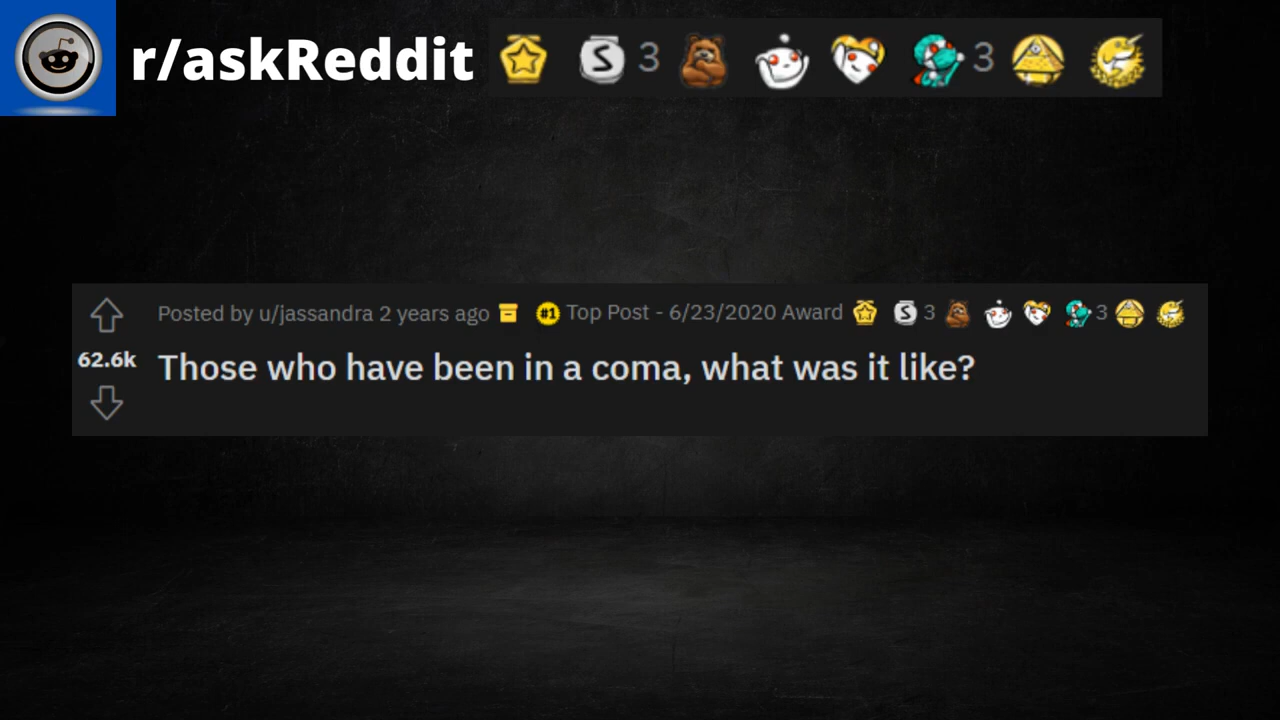 r/askReddit S 3 3
Posted by u/jassandra 2 years ago #1 Top Post - 6/23/2020 Award S 3 3
62.6k Those who have been in a coma, what was it like?